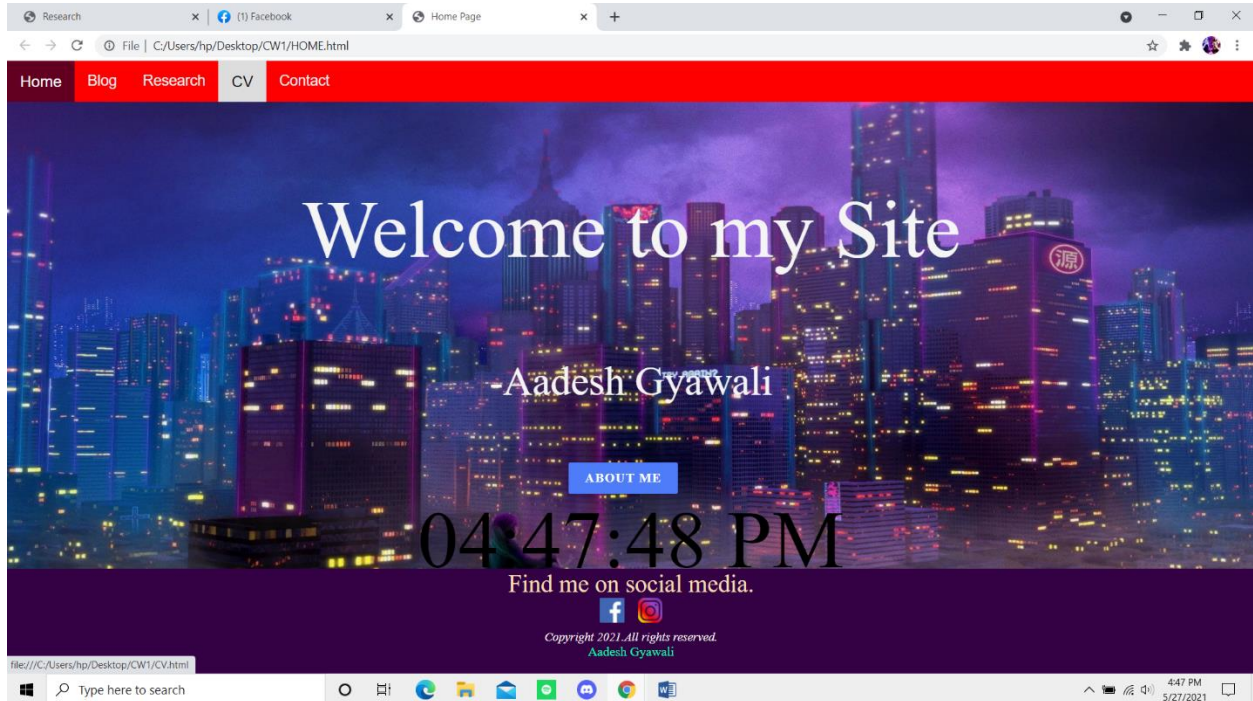 Research
(1) Facebook
Home Page
File | C:/Users/hp/Desktop/CW1/HOME.html
Home Blog Research CV Contact
Welcome to my Site
源
-Aadesh Gyawali
ABOUT ME
04:47:48 PM
Find me on social media.
Copyright 2021.All rights reserved.
Aadesh Gyawali
file:///C:/Users/hp/Desktop/CW1/CV.html
Type here to search
4:47 PM
5/27/2021